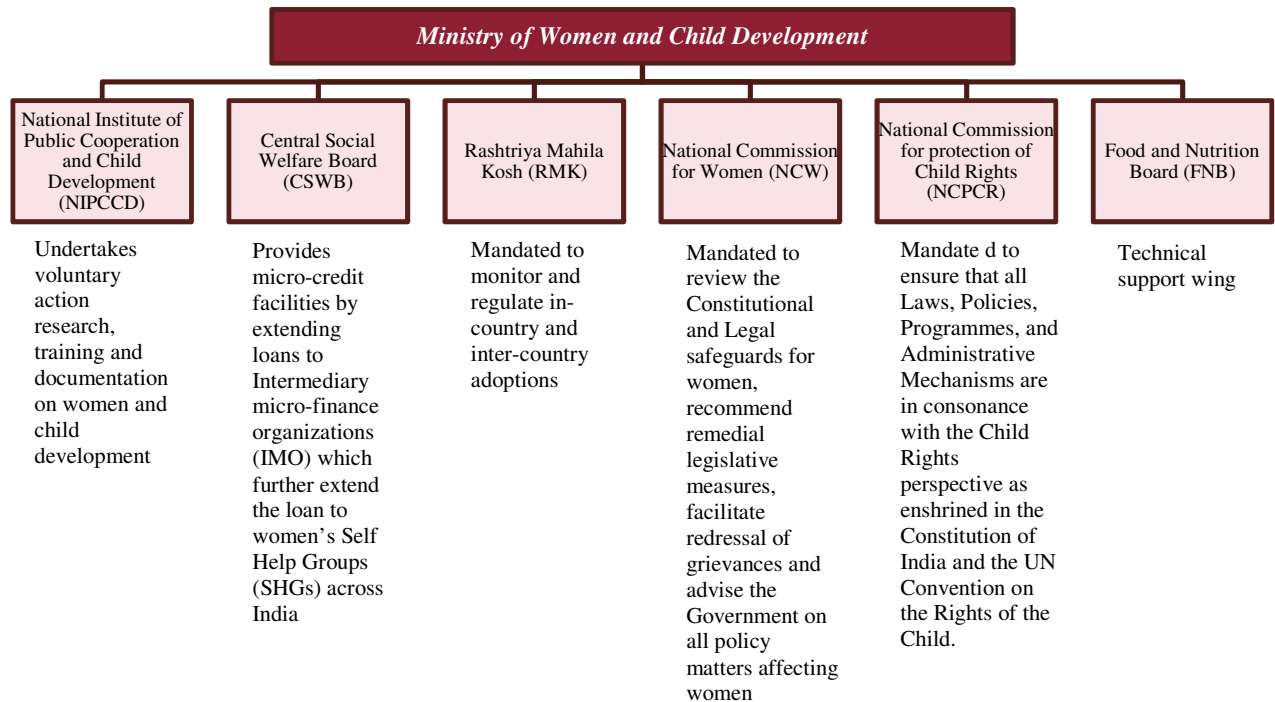 Ministry of Women and Child Development
National Institute of
Public Cooperation
and Child
Development
(NIPCCD)
Undertakes
voluntary
action
research,
training and
documentation
on women and
child
development
Central Social
Welfare Board
(CSWB)
Provides
micro-credit
facilities by
extending
loans to
Intermediary
micro-finance
organizations
(IMO) which
further extend
the loan to
women’s Self
Help Groups
(SHGs) across
India
Rashtriya Mahila
Kosh (RMK)
Mandated to
monitor and
regulate in-
country and
inter-country
adoptions
National Commission
for Women (NCW)
Mandated to
review the
Constitutional
and Legal
safeguards for
women,
recommend
remedial
legislative
measures,
facilitate
redressal of
grievances and
advise the
Government on
all policy
matters affecting
women
National Commission
for protection of
Child Rights
(NCPCR)
Mandate d to
ensure that all
Laws, Policies,
Programmes, and
Administrative
Mechanisms are
in consonance
with the Child
Rights
perspective as
enshrined in the
Constitution of
India and the UN
Convention on
the Rights of the
Child.
Food and Nutrition
Board (FNB)
Technical
support wing